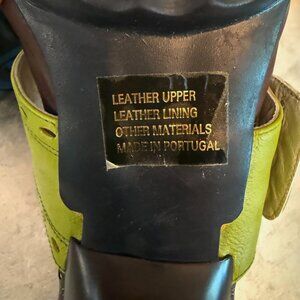 LEATHER UPPER
LEATHER LINING
OTHER MATERIALS
MADE IN PORTUGAL